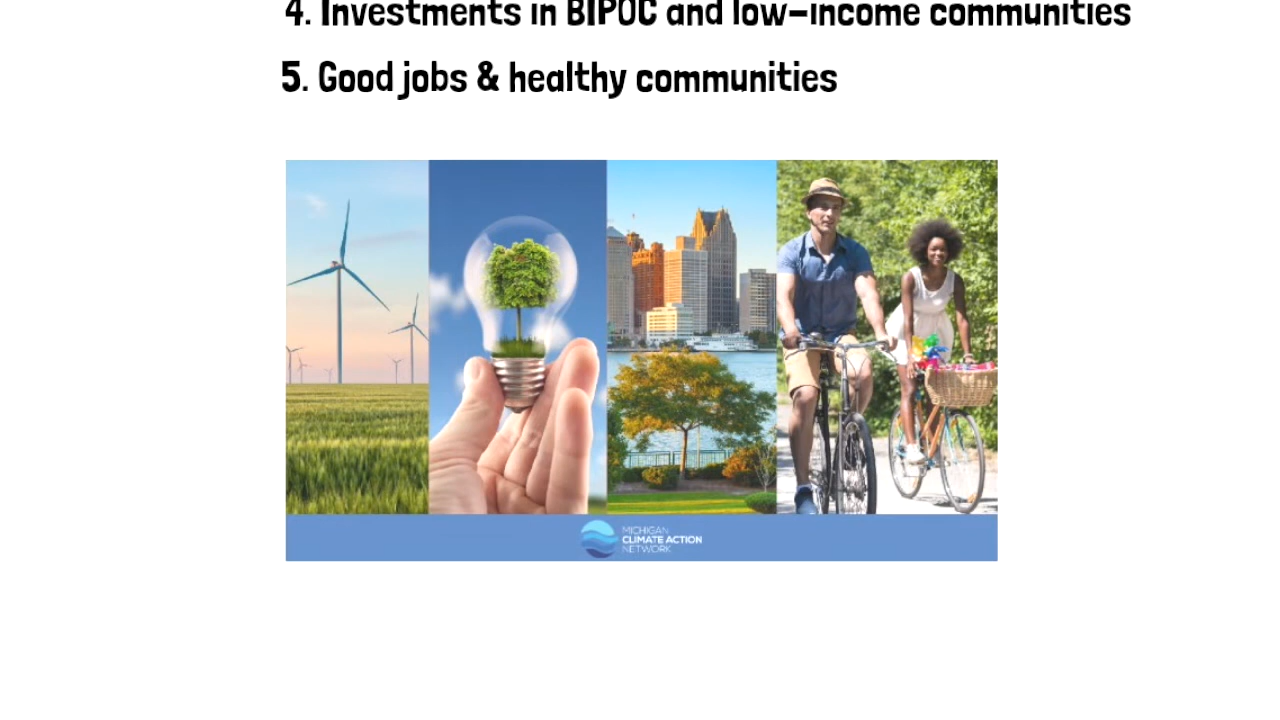 4. Investments in BIPOC and low-income communities
5. Good jobs & healthy communities
MICHIGAN
CLIMATE ACTION
NETWORK